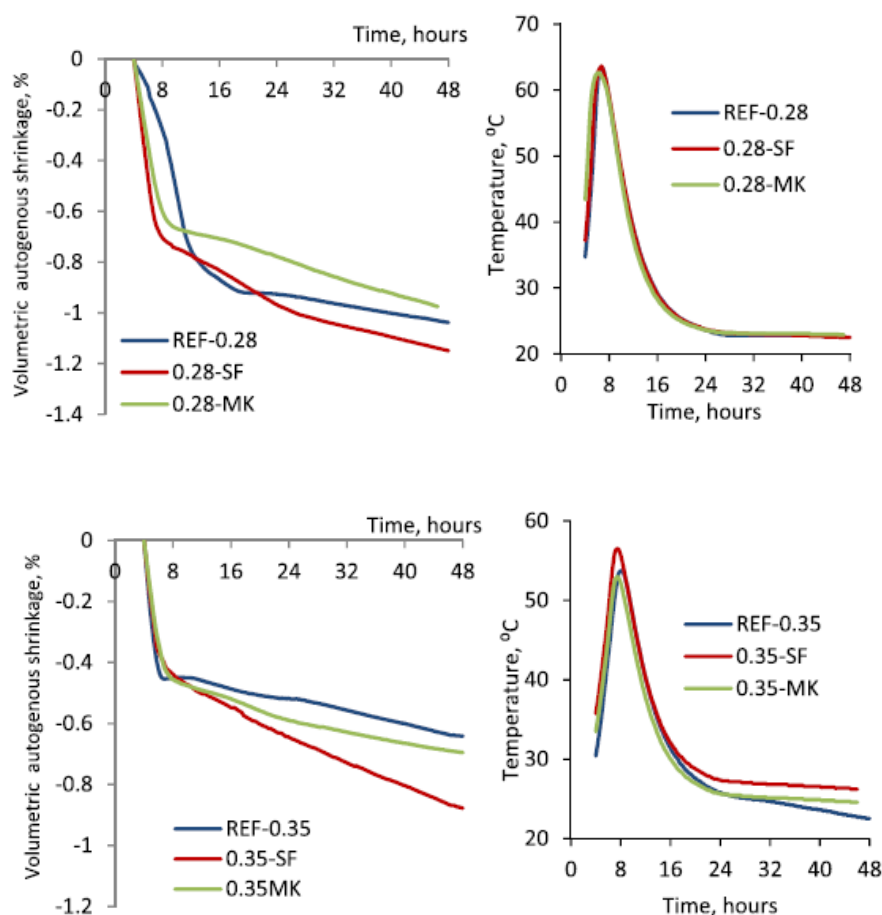 Time, hours
0
0 8 16 24 32 40 48
-0.2
-0.4
-0.6
-0.8
-1
-1.2
-1.4
Volumetric autogenous shrinkage, %
REF-0.28
0.28-SF
0.28-MK
70
60
50
40
30
20
Temperature, ⁰C
REF-0.28
0.28-SF
0.28-MK
0 8 16 24 32 40 48
Time, hours
Time, hours
0
0 8 16 24 32 40 48
-0.2
-0.4
-0.6
-0.8
-1
-1.2
Volumetric autogenous shrinkage, %
REF-0.35
0.35-SF
0.35MK
60
50
40
30
20
Temperature, ⁰C
REF-0.35
0.35-SF
0.35-MK
0 8 16 24 32 40 48
Time, hours